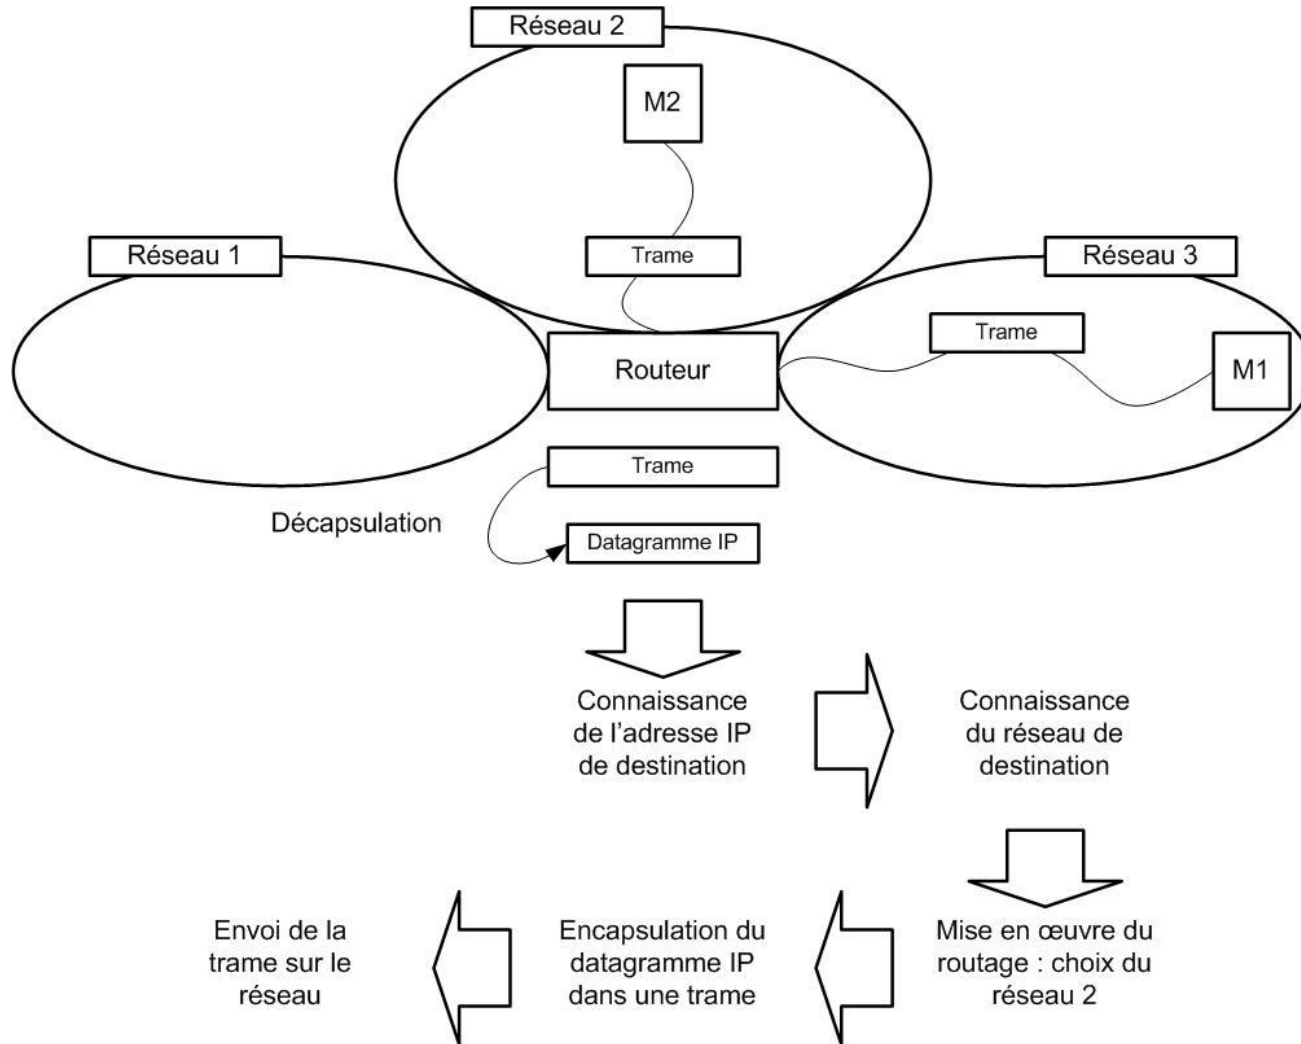 Réseau 2
M2
Réseau 1
Trame
Réseau 3
Trame
Routeur
M1
Trame
Décapsulation
Datagramme IP
Connaissance
de l'adresse IP
de destination
Connaissance
du réseau de
destination
Mise en œuvre du
routage : choix du
réseau 2
Encapsulation du
datagramme IP
dans une trame
Envoi de la
trame sur le
réseau